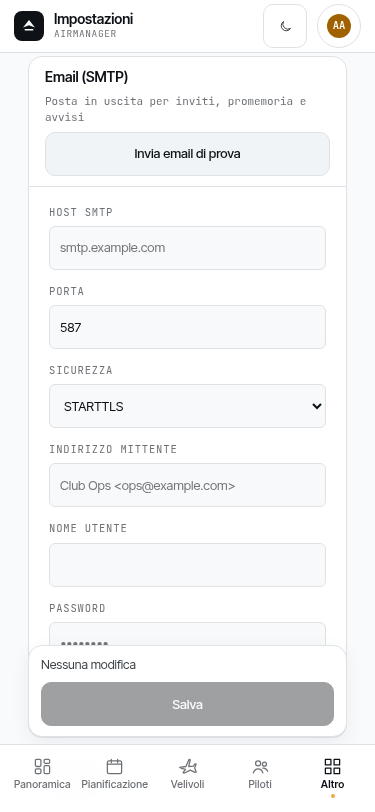 Impostazioni
AIRMANAGER
AA
Email (SMTP)
Posta in uscita per inviti, promemoria e
avvisi
Invia email di prova
HOST SMTP
smtp.example.com
PORTA
587
SICUREZZA
STARTTLS
INDIRIZZO MITTENTE
Club Ops <ops@example.com>
NOME UTENTE
PASSWORD
••••••••
Nessuna modifica
Salva
Panoramica
Pianificazione
Velivoli
Piloti
Altro